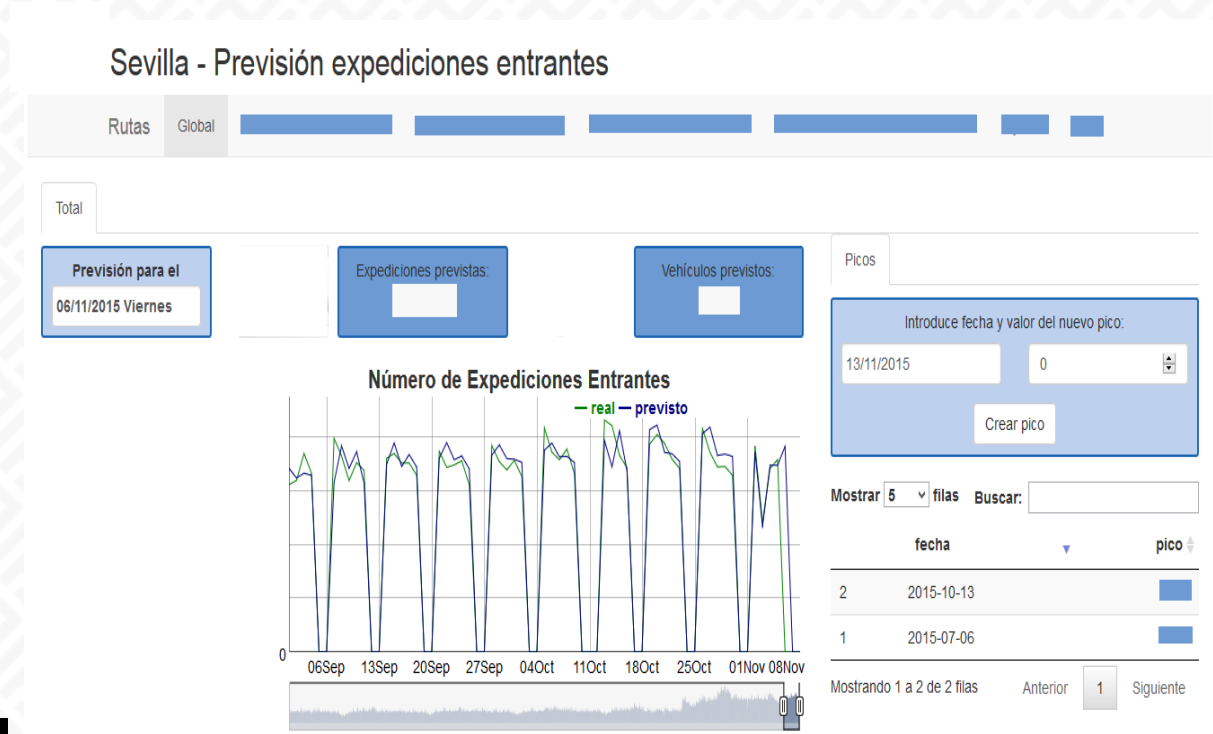 Sevilla - Previsión expediciones entrantes
Rutas Global
Total
Previsión para el
06/11/2015 Viernes
Expediciones previstas:
Vehículos previstos:
Número de Expediciones Entrantes
real previsto
0
06Sep 13Sep 20Sep 27Sep 04Oct 11Oct 18Oct 25Oct 01Nov 08Nov
Picos
Introduce fecha y valor del nuevo pico:
13/11/2015 0
Crear pico
Mostrar 5 filas Buscar:
fecha pico
2 2015-10-13
1 2015-07-06
Mostrando 1 a 2 de 2 filas Anterior 1 Siguiente